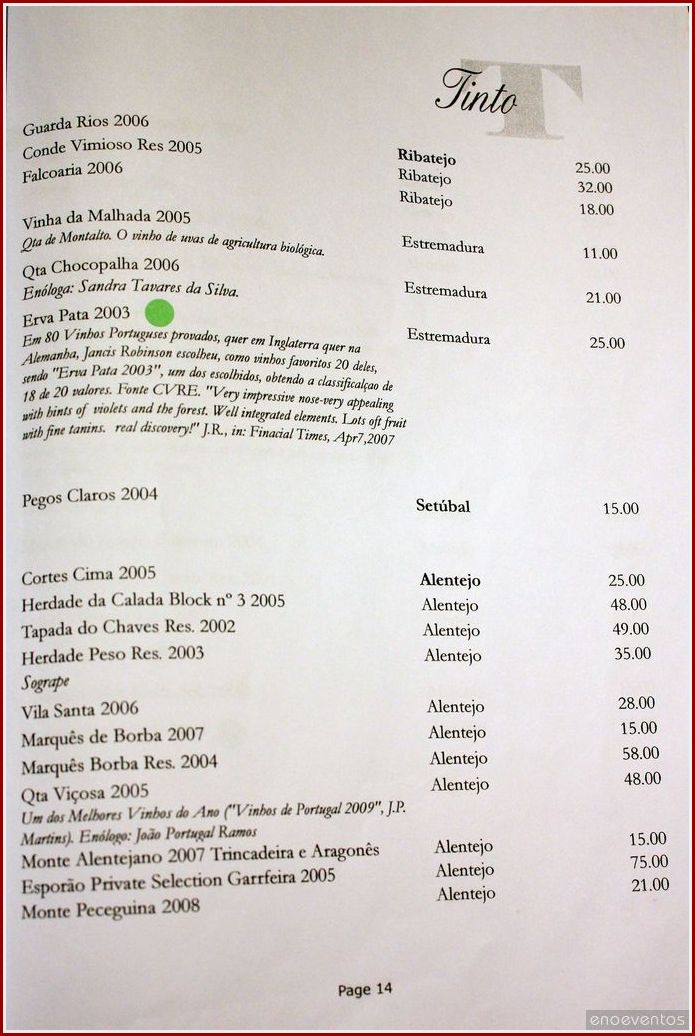 T
Tinto
Guarda Rios 2006 Ribatejo 25.00
Conde Vimioso Res 2005 Ribatejo 32.00
Falcoaria 2006 Ribatejo 18.00
Vinha da Malhada 2005 Estremadura 11.00
Qta de Montalto. O vinho de uvas de agricultura biológica.
Qta Chocopalha 2006 Estremadura 21.00
Enóloga: Sandra Tavares da Silva.
Erva Pata 2003 Estremadura 25.00
Em 80 Vinhos Portugueses provados, quer em Inglaterra quer na
Alemanha, Jancis Robinson escolheu, como vinhos favoritos 20 deles,
sendo "Erva Pata 2003", um dos escolhidos, obtendo a classificalçao de
18 de 20 valores. Fonte CVRE. "Very impressive nose-very appealing
with hints of violets and the forest. Well integrated elements. Lots oft fruit
with fine tanins. real discovery!" J.R., in: Finacial Times, Apr7,2007
Pegos Claros 2004 Setúbal 15.00
Cortes Cima 2005 Alentejo 25.00
Herdade da Calada Block nº 3 2005 Alentejo 48.00
Tapada do Chaves Res. 2002 Alentejo 49.00
Herdade Peso Res. 2003 Alentejo 35.00
Sogrape
Vila Santa 2006 Alentejo 28.00
Marquês de Borba 2007 Alentejo 15.00
Marquês Borba Res. 2004 Alentejo 58.00
Qta Viçosa 2005 Alentejo 48.00
Um dos Melhores Vinhos do Ano ("Vinhos de Portugal 2009", J.P.
Martins). Enólogo: João Portugal Ramos
Monte Alentejano 2007 Trincadeira e Aragonês Alentejo 15.00
Esporão Private Selection Garrfeira 2005 Alentejo 75.00
Monte Peceguina 2008 Alentejo 21.00
Page 14
enoeventos